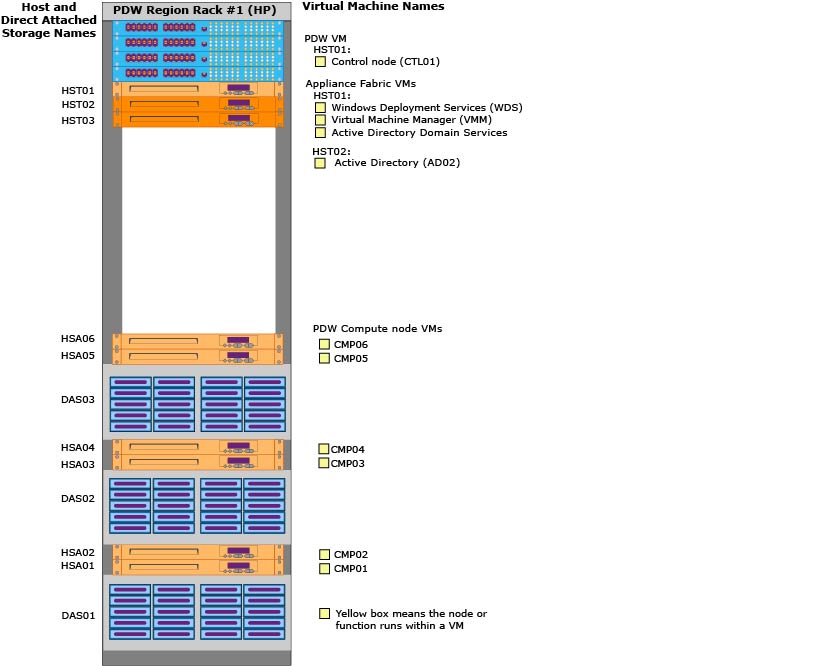 Host and
Direct Attached
Storage Names
PDW Region Rack #1 (HP)
Virtual Machine Names
PDW VM
HST01:
Control node (CTL01)
Appliance Fabric VMs
HST01:
Windows Deployment Services (WDS)
Virtual Machine Manager (VMM)
Active Directory Domain Services
HST02:
Active Directory (AD02)
HST01
HST02
HST03
PDW Compute node VMs
HSA06
CMP06
HSA05
CMP05
DAS03
HSA04
CMP04
HSA03
CMP03
DAS02
HSA02
CMP02
HSA01
CMP01
DAS01
Yellow box means the node or
function runs within a VM